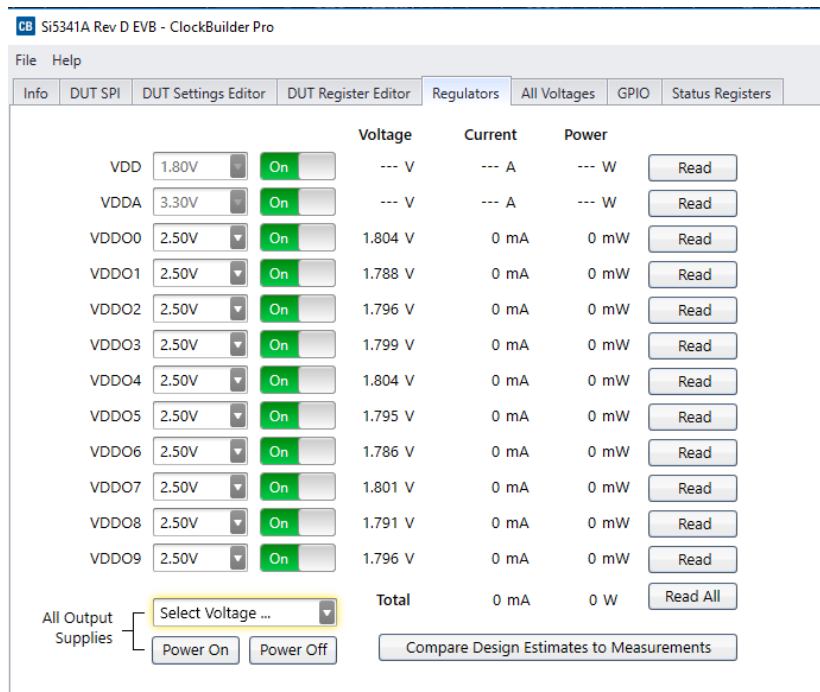 CB Si5341A Rev D EVB - ClockBuilder Pro
File Help
Info DUT SPI DUT Settings Editor DUT Register Editor Regulators All Voltages GPIO Status Registers
Voltage Current Power
VDD 1.80V On --- V --- A --- W Read
VDDA 3.30V On --- V --- A --- W Read
VDDO0 2.50V On 1.804 V 0 mA 0 mW Read
VDDO1 2.50V On 1.788 V 0 mA 0 mW Read
VDDO2 2.50V On 1.796 V 0 mA 0 mW Read
VDDO3 2.50V On 1.799 V 0 mA 0 mW Read
VDDO4 2.50V On 1.804 V 0 mA 0 mW Read
VDDO5 2.50V On 1.795 V 0 mA 0 mW Read
VDDO6 2.50V On 1.786 V 0 mA 0 mW Read
VDDO7 2.50V On 1.801 V 0 mA 0 mW Read
VDDO8 2.50V On 1.791 V 0 mA 0 mW Read
VDDO9 2.50V On 1.796 V 0 mA 0 mW Read
All Output Supplies Select Voltage ... Total 0 mA 0 W Read All
Power On Power Off Compare Design Estimates to Measurements